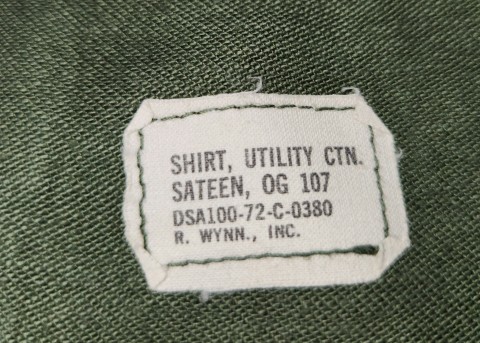 SHIRT, UTILITY CTN.
SATEEN, OG 107
DSA100-72-C-0380
R. WYNN., INC.